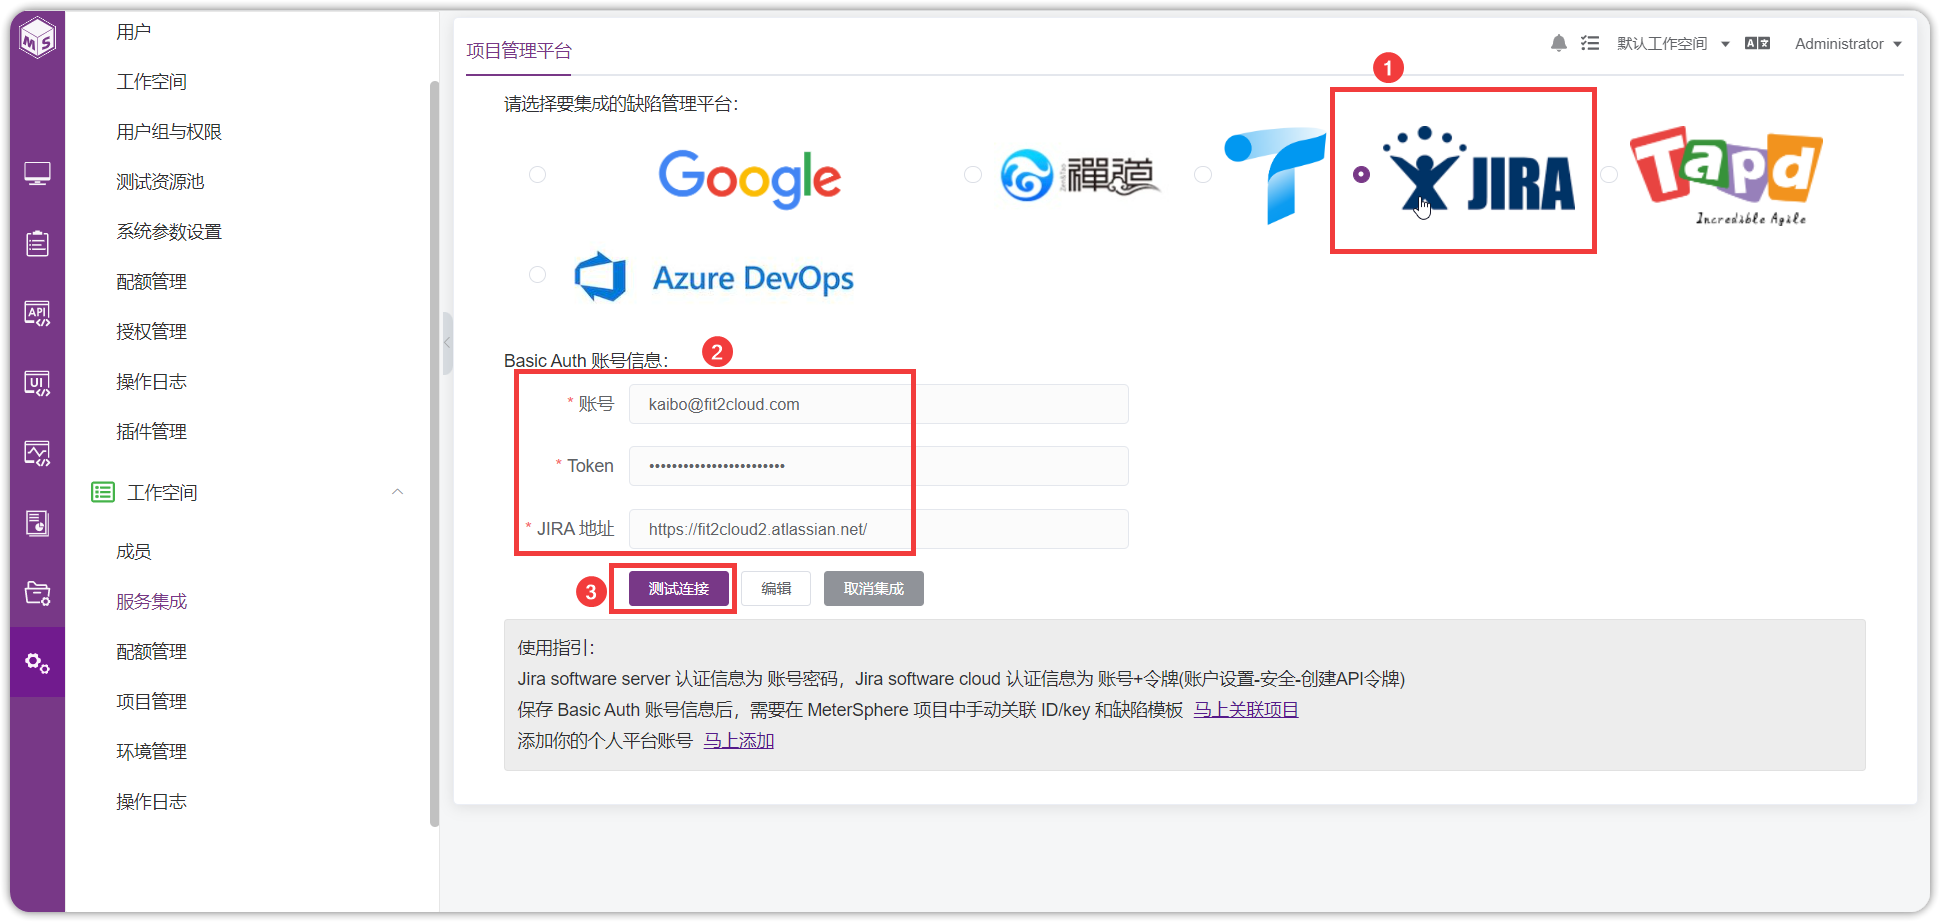 MS
用户
工作空间
用户组与权限
测试资源池
系统参数设置
配额管理
授权管理
操作日志
插件管理
工作空间
成员
服务集成
配额管理
项目管理
环境管理
操作日志
API
UI
项目管理平台
默认工作空间
Administrator
1
请选择要集成的缺陷管理平台：
Google
禪道
JIRA
Tapd
Incredible Agile
Azure DevOps
Basic Auth 账号信息：
2
* 账号
kaibo@fit2cloud.com
* Token
••••••••••••••••••••••••
* JIRA 地址
https://fit2cloud2.atlassian.net/
3
测试连接
编辑
取消集成
使用指引：
Jira software server 认证信息为 账号密码，Jira software cloud 认证信息为 账号+令牌(账户设置-安全-创建API令牌)
保存 Basic Auth 账号信息后，需要在 MeterSphere 项目中手动关联 ID/key 和缺陷模板 马上关联项目
添加你的个人平台账号 马上添加